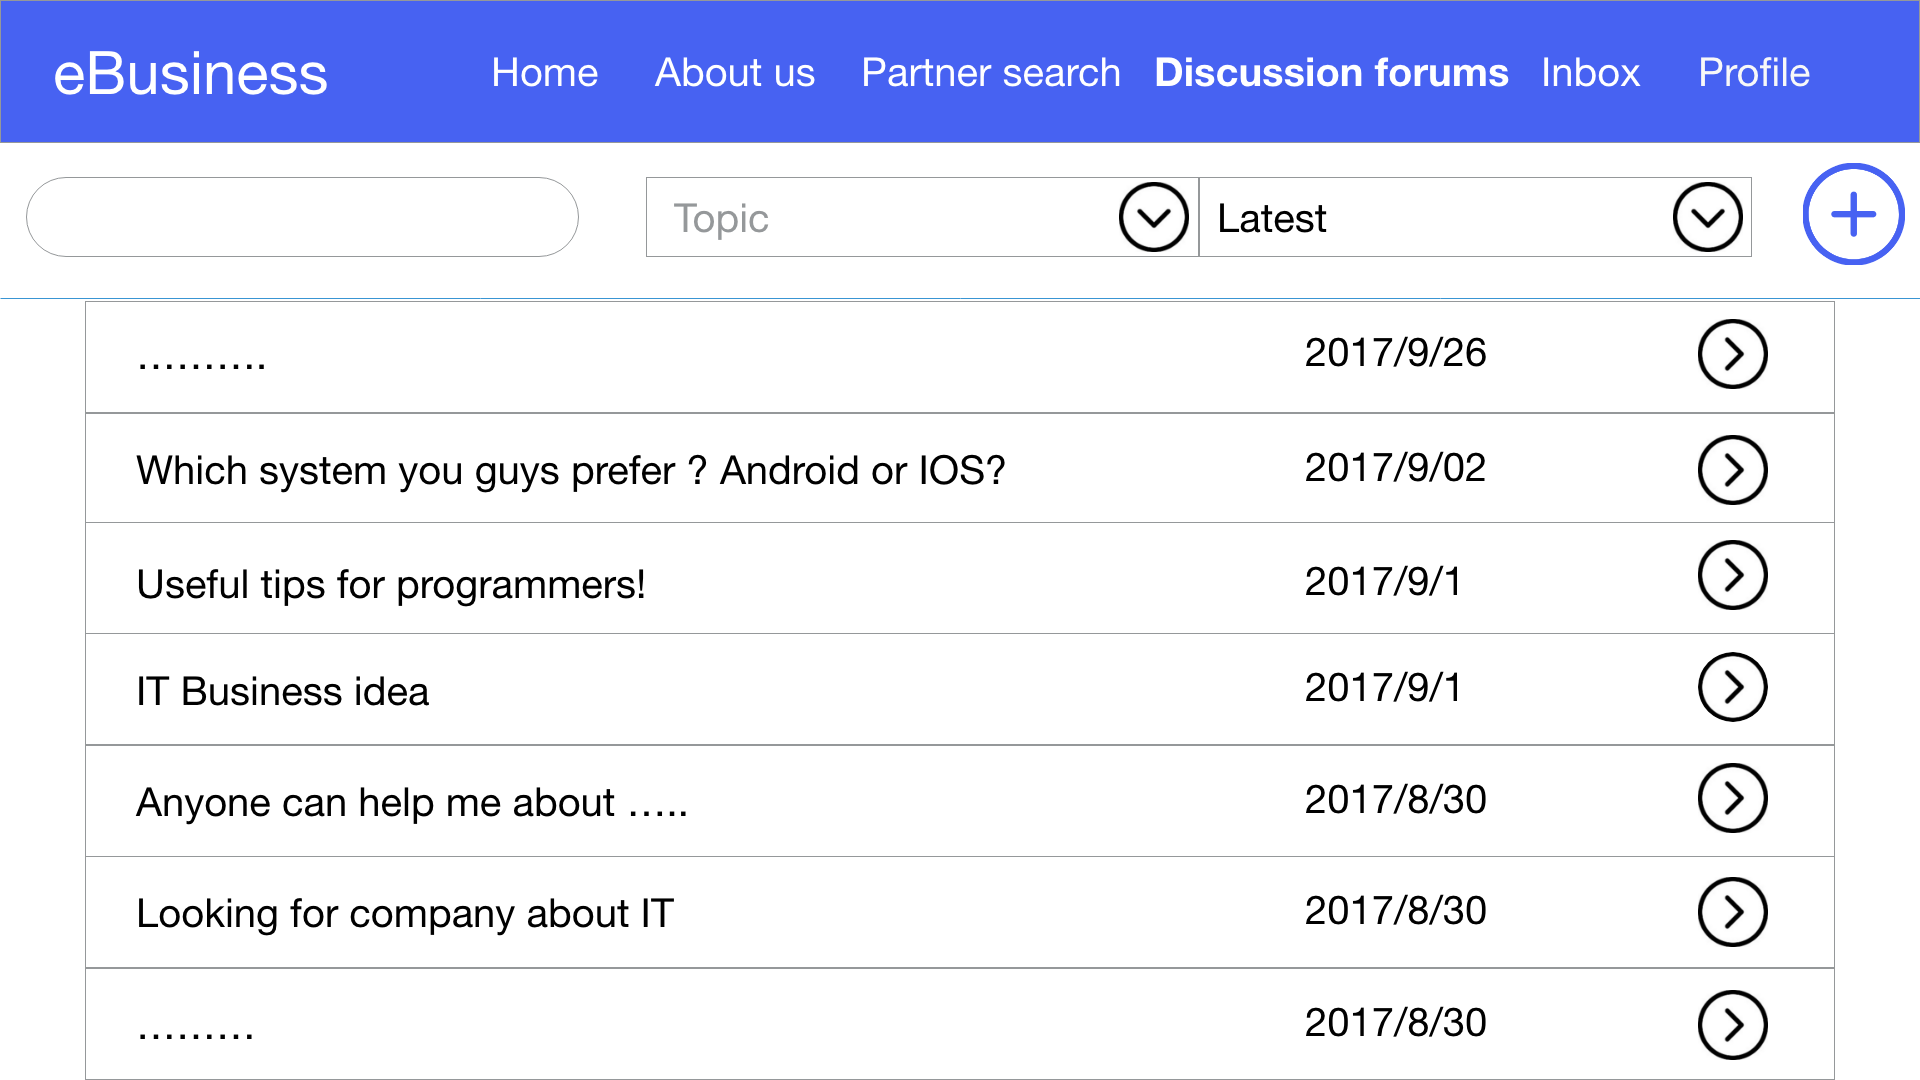 eBusiness Home About us Partner search Discussion forums Inbox Profile
Topic Latest
.......... 2017/9/26
Which system you guys prefer ? Android or IOS? 2017/9/02
Useful tips for programmers! 2017/9/1
IT Business idea 2017/9/1
Anyone can help me about ..... 2017/8/30
Looking for company about IT 2017/8/30
......... 2017/8/30